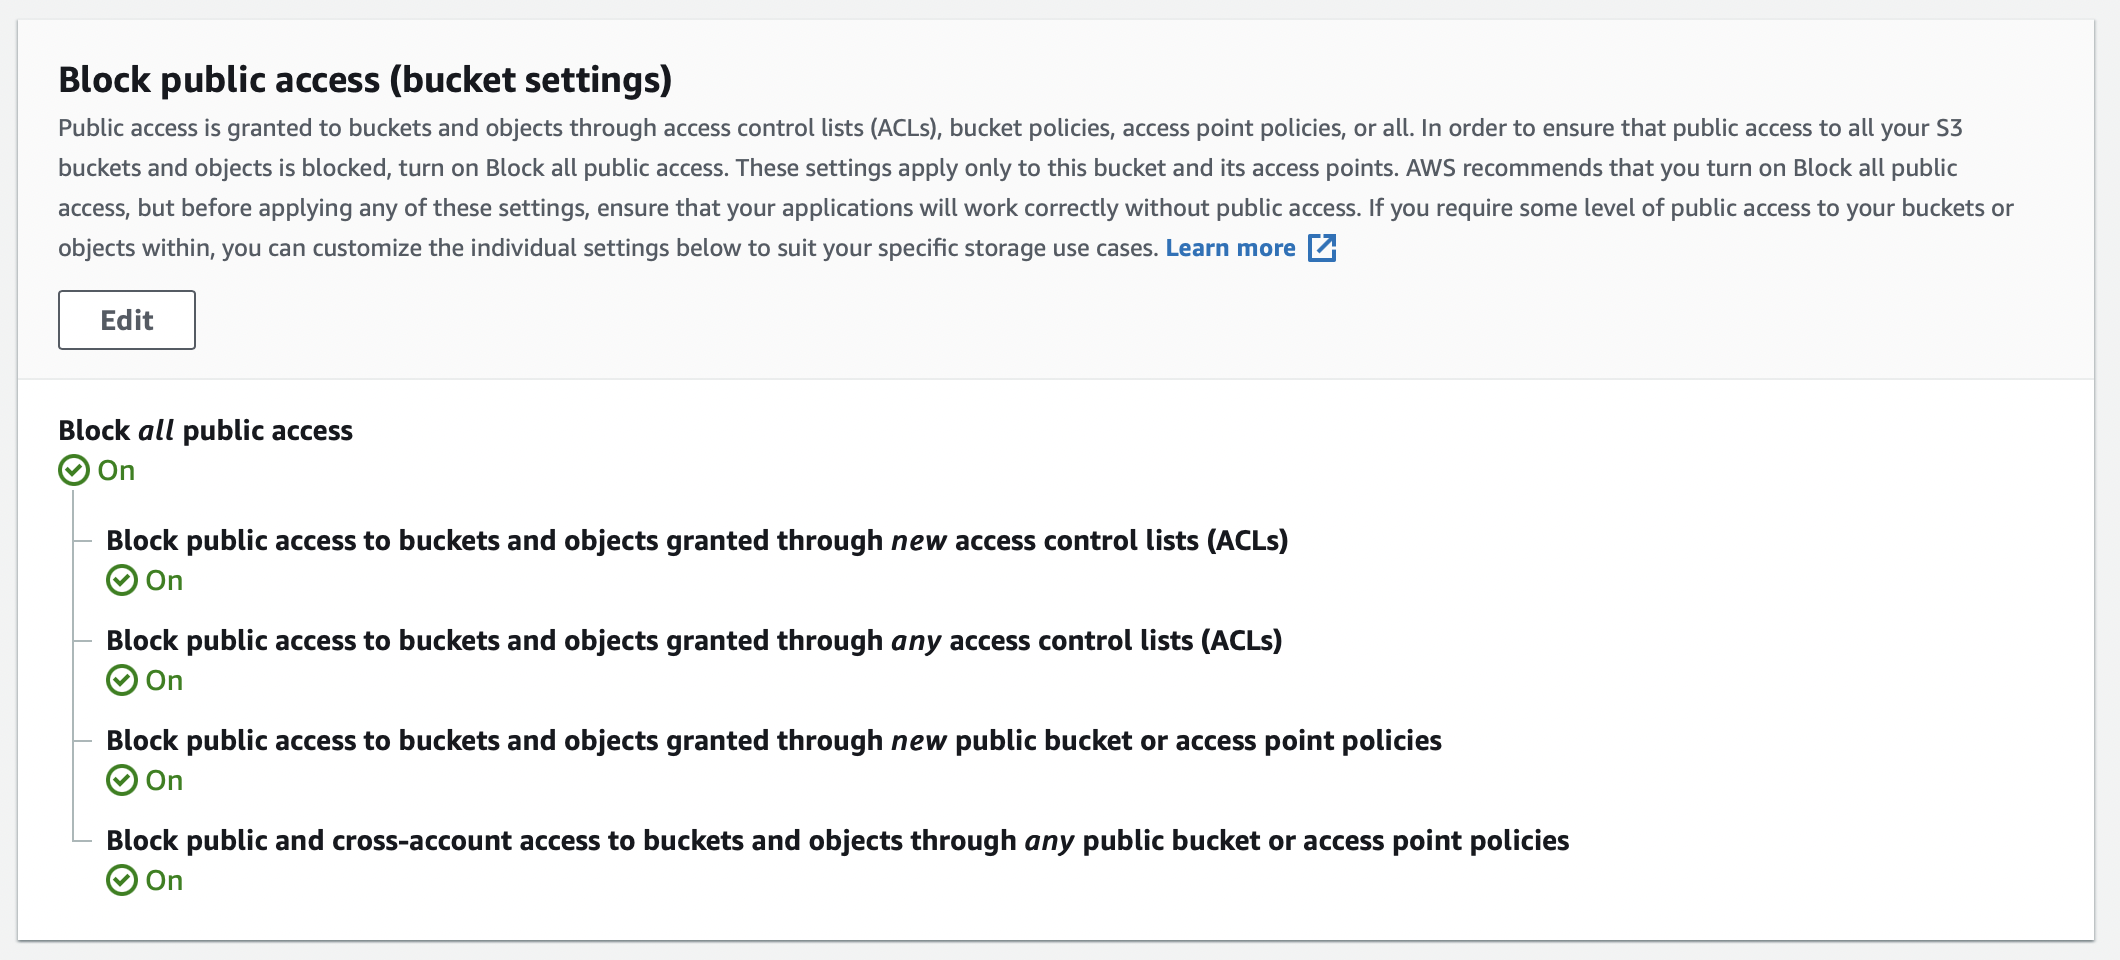 Block public access (bucket settings)
Public access is granted to buckets and objects through access control lists (ACLs), bucket policies, access point policies, or all. In order to ensure that public access to all your S3
buckets and objects is blocked, turn on Block all public access. These settings apply only to this bucket and its access points. AWS recommends that you turn on Block all public
access, but before applying any of these settings, ensure that your applications will work correctly without public access. If you require some level of public access to your buckets or
objects within, you can customize the individual settings below to suit your specific storage use cases. Learn more
Edit
Block all public access
On
Block public access to buckets and objects granted through new access control lists (ACLs)
On
Block public access to buckets and objects granted through any access control lists (ACLs)
On
Block public access to buckets and objects granted through new public bucket or access point policies
On
Block public and cross-account access to buckets and objects through any public bucket or access point policies
On